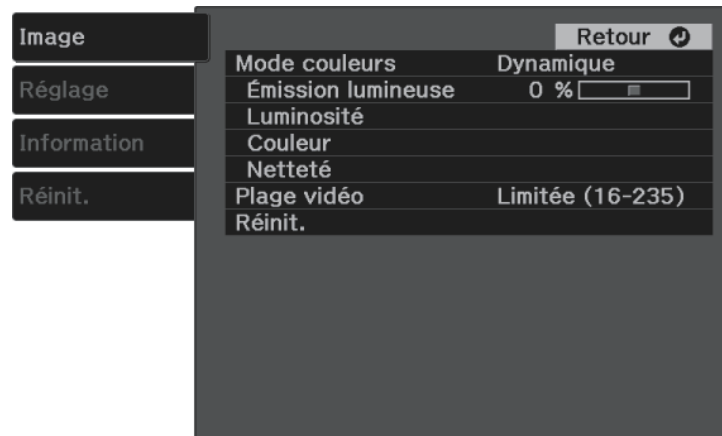 Image
Réglage
Information
Réinit.
Retour
Mode couleurs Dynamique
Émission lumineuse 0 %
Luminosité
Couleur
Netteté
Plage vidéo Limitée (16-235)
Réinit.